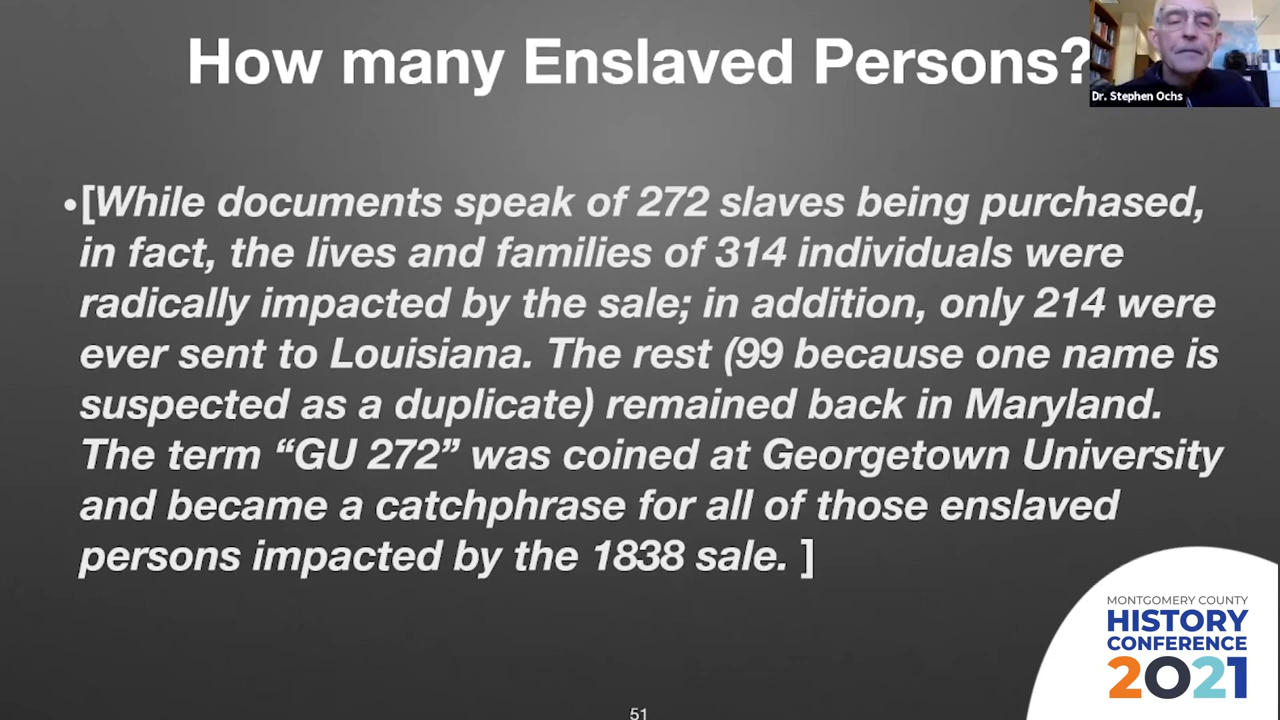 How many Enslaved Persons?
Dr. Stephen Ochs
•[While documents speak of 272 slaves being purchased,
in fact, the lives and families of 314 individuals were
radically impacted by the sale; in addition, only 214 were
ever sent to Louisiana. The rest (99 because one name is
suspected as a duplicate) remained back in Maryland.
The term “GU 272” was coined at Georgetown University
and became a catchphrase for all of those enslaved
persons impacted by the 1838 sale. ]
MONTGOMERY COUNTY
HISTORY
CONFERENCE
2021
51